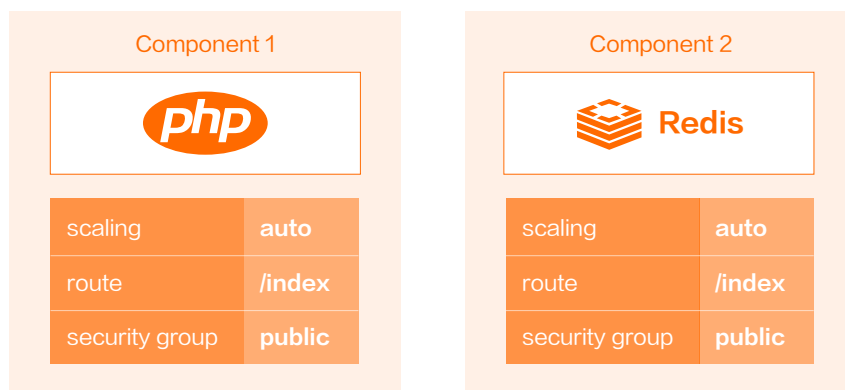 Component 1
php
scaling auto
route /index
security group public
Component 2
Redis
scaling auto
route /index
security group public